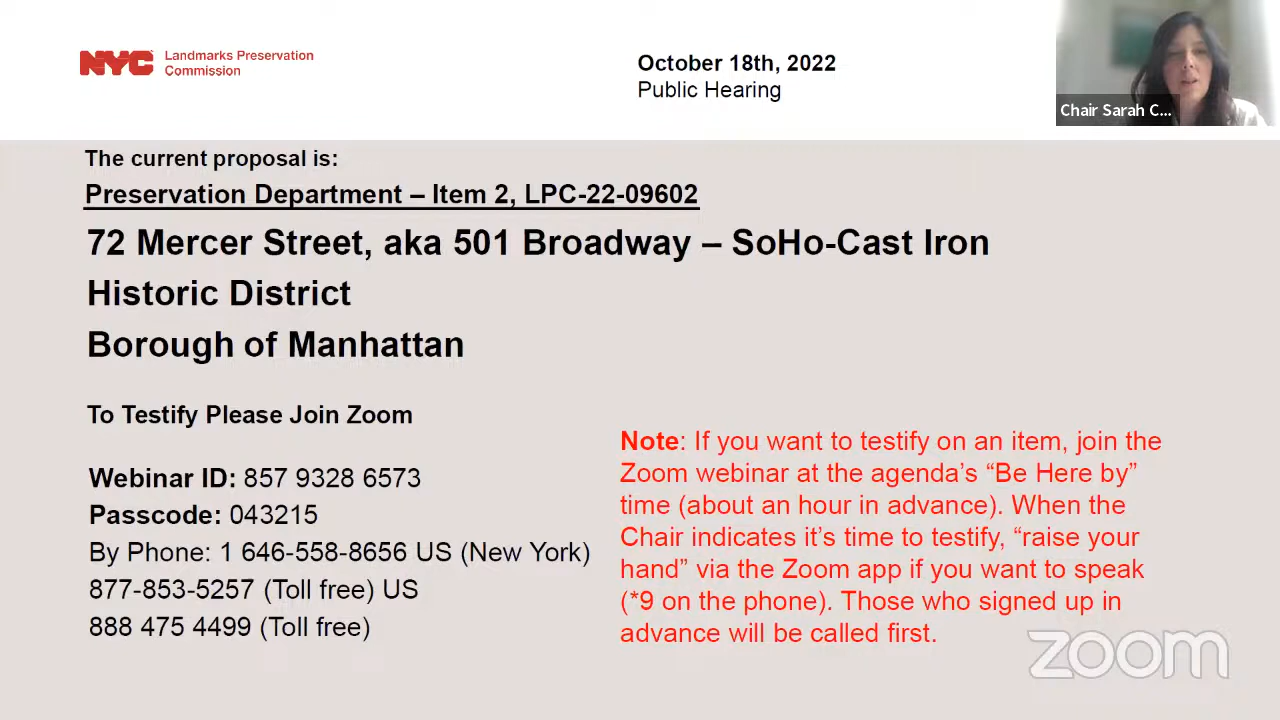 NYC Landmarks Preservation
Commission
October 18th, 2022
Public Hearing
Chair Sarah C...
The current proposal is:
Preservation Department – Item 2, LPC-22-09602
72 Mercer Street, aka 501 Broadway – SoHo-Cast Iron
Historic District
Borough of Manhattan
To Testify Please Join Zoom
Webinar ID: 857 9328 6573
Passcode: 043215
By Phone: 1 646-558-8656 US (New York)
877-853-5257 (Toll free) US
888 475 4499 (Toll free)
Note: If you want to testify on an item, join the
Zoom webinar at the agenda’s “Be Here by”
time (about an hour in advance). When the
Chair indicates it’s time to testify, “raise your
hand” via the Zoom app if you want to speak
(*9 on the phone). Those who signed up in
advance will be called first.
zoom